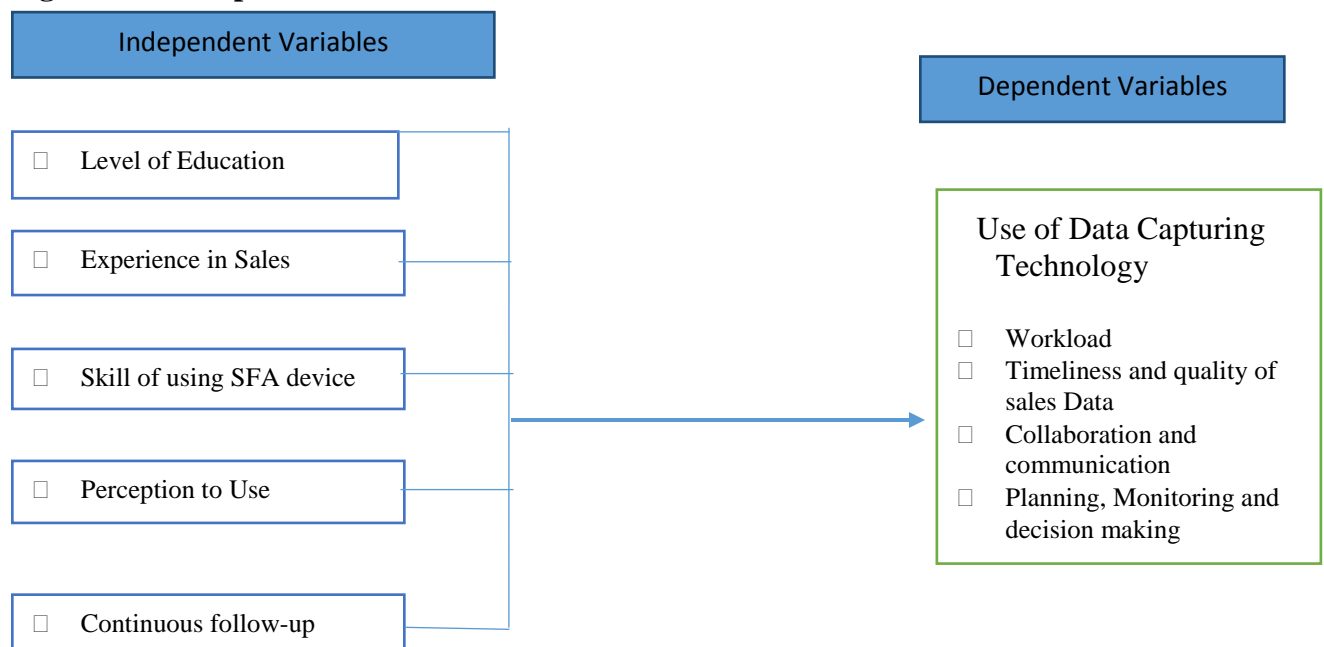 Independent Variables
Dependent Variables
□ Level of Education
□ Experience in Sales
□ Skill of using SFA device
□ Perception to Use
□ Continuous follow-up
Use of Data Capturing
Technology
□ Workload
□ Timeliness and quality of
sales Data
□ Collaboration and
communication
□ Planning, Monitoring and
decision making